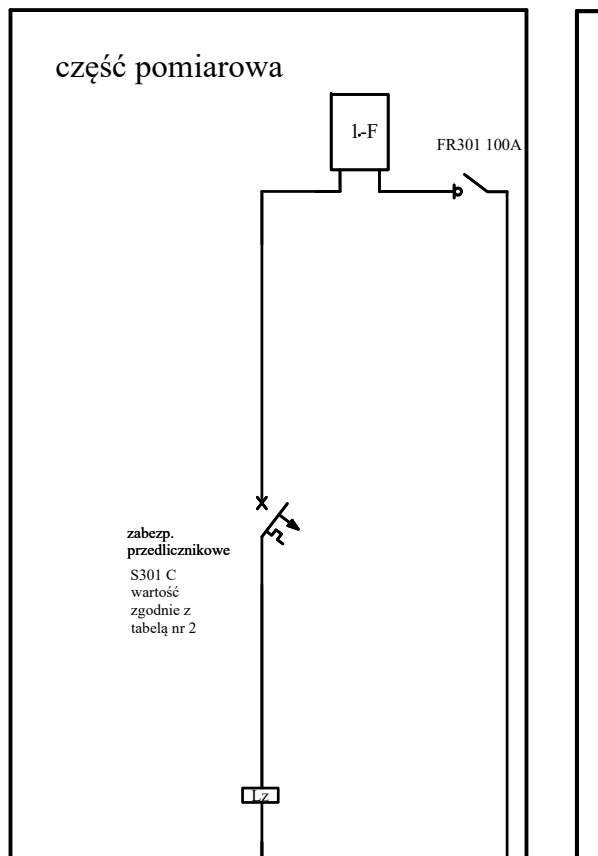 część pomiarowa
1.-F
FR301 100A
zabezp.
przedlicznikowe
S301 C
wartość
zgodnie z
tabelą nr 2
Lz